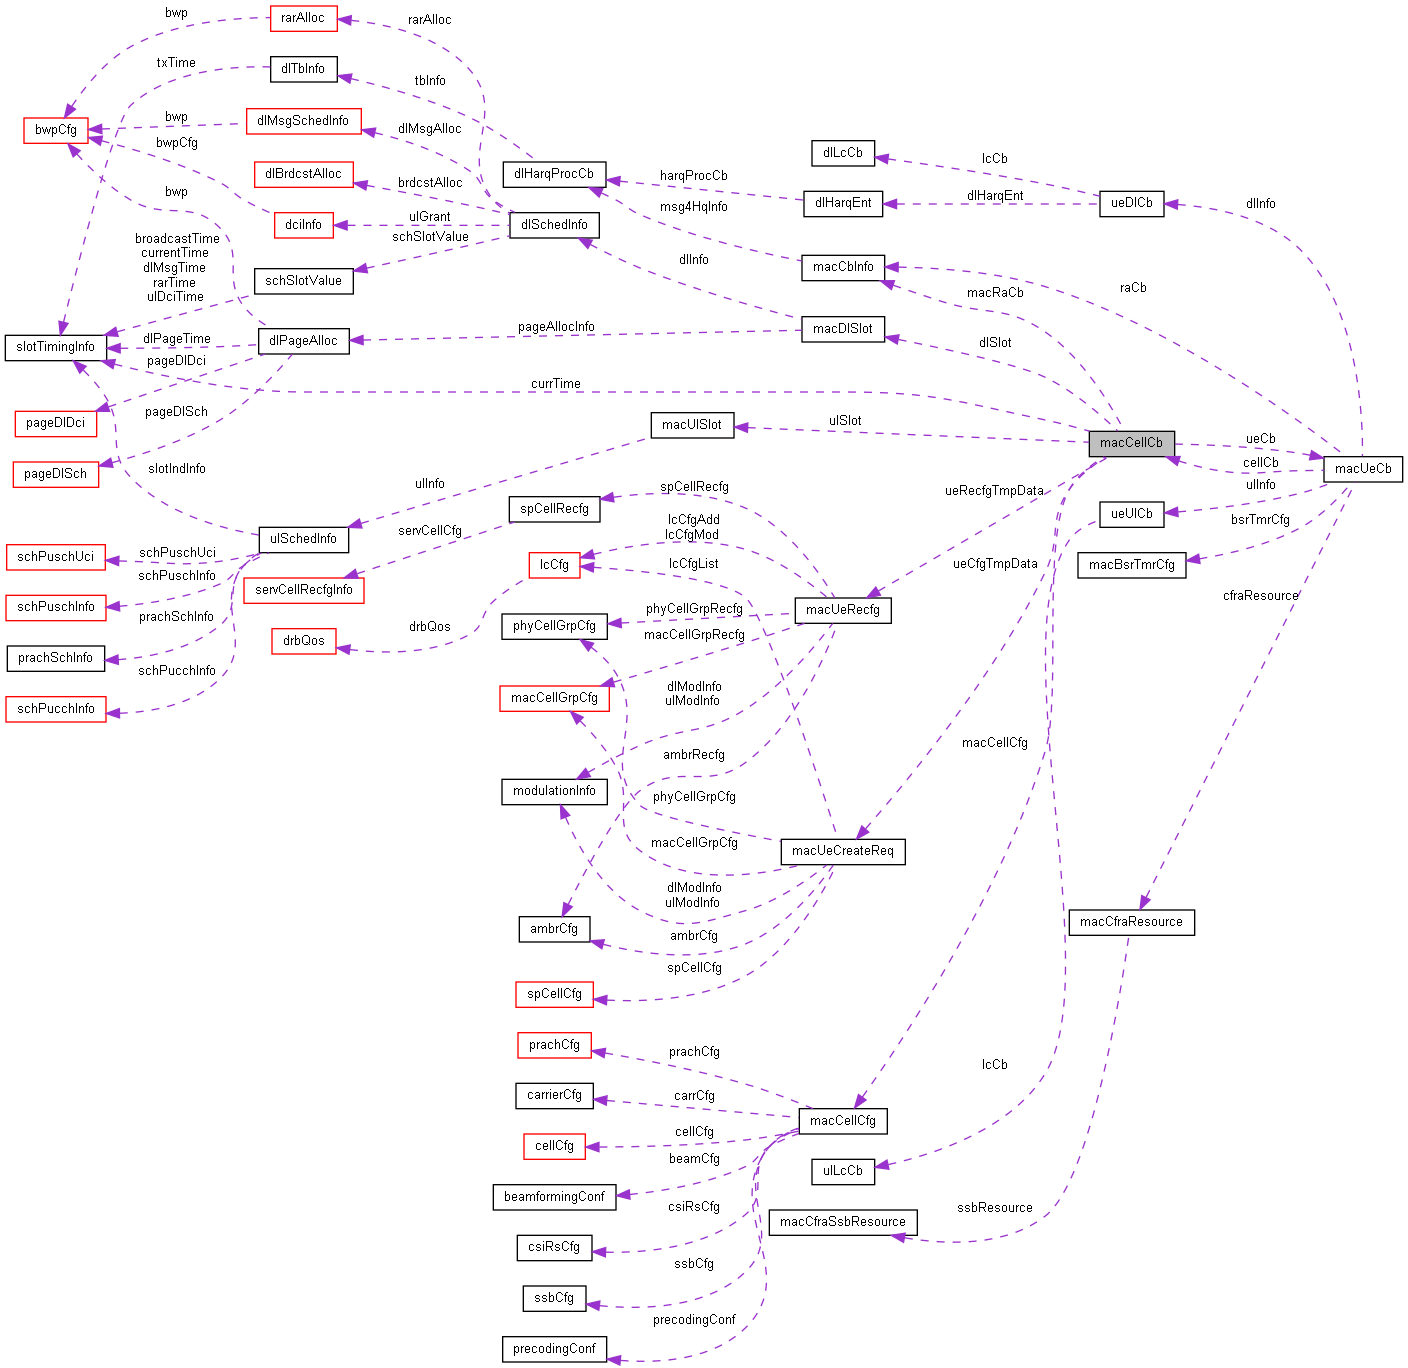 bwp
rarAlloc
rarAlloc
txTime
dlTbInfo
tbInfo
bwpCfg
bwp
dlMsgSchedInfo
dlMsgAlloc
bwpCfg
dlBrdcstAlloc
brdcstAlloc
dlHarqProcCb
harqProcCb
dlLcCb
lcCb
bwp
dciInfo
ulGrant
dlSchedInfo
msg4HqInfo
dlHarqEnt
dlHarqEnt
ueDlCb
dlInfo
broadcastTime
currentTime
dlMsgTime
rarTime
ulDciTime
schSlotValue
schSlotValue
dlInfo
macCbInfo
macRaCb
raCb
slotTimingInfo
dlPageTime
dlPageAlloc
pageAllocInfo
macDlSlot
dlSlot
pageDlDci
currTime
pageDlDci
pageDlSch
macUlSlot
ulSlot
macCellCb
ueCb
cellCb
macUeCb
pageDlSch
slotIndInfo
ulInfo
spCellRecfg
spCellRecfg
ueRecfgTmpData
ulInfo
ueUlCb
bsrTmrCfg
ulSchedInfo
servCellCfg
lcCfgAdd
lcCfgMod
schPuschUci
schPuschUci
lcCfg
lcCfgList
ueCfgTmpData
macBsrTmrCfg
schPuschInfo
schPuschInfo
servCellRecfgInfo
macUeRecfg
cfraResource
prachSchInfo
prachSchInfo
drbQos
drbQos
phyCellGrpCfg
phyCellGrpRecfg
macCellGrpRecfg
schPucchInfo
schPucchInfo
macCellGrpCfg
dlModInfo
ulModInfo
macCellCfg
ambrRecfg
modulationInfo
phyCellGrpCfg
macCellGrpCfg
macUeCreateReq
dlModInfo
ulModInfo
ambrCfg
ambrCfg
macCfraResource
spCellCfg
spCellCfg
prachCfg
prachCfg
lcCb
carrierCfg
carrCfg
macCellCfg
cellCfg
cellCfg
beamCfg
ulLcCb
beamformingConf
csiRsCfg
macCfraSsbResource
ssbResource
csiRsCfg
ssbCfg
ssbCfg
precodingConf
precodingConf